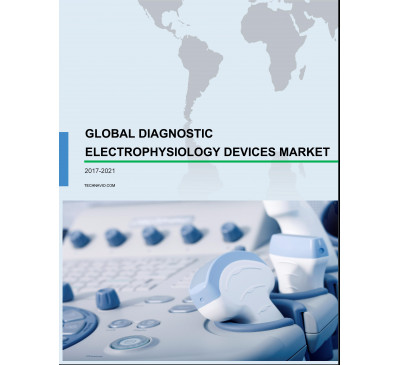 GLOBAL DIAGNOSTIC
ELECTROPHYSIOLOGY DEVICES MARKET
2017-2021
TECHNAVIO.COM